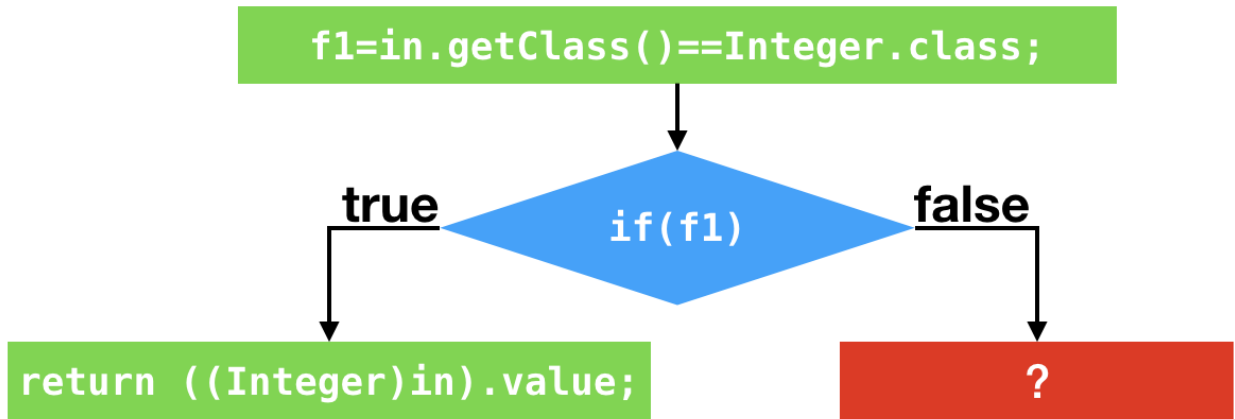 f1=in.getClass()==Integer.class;
true
false
if(f1)
return ((Integer)in).value;
?